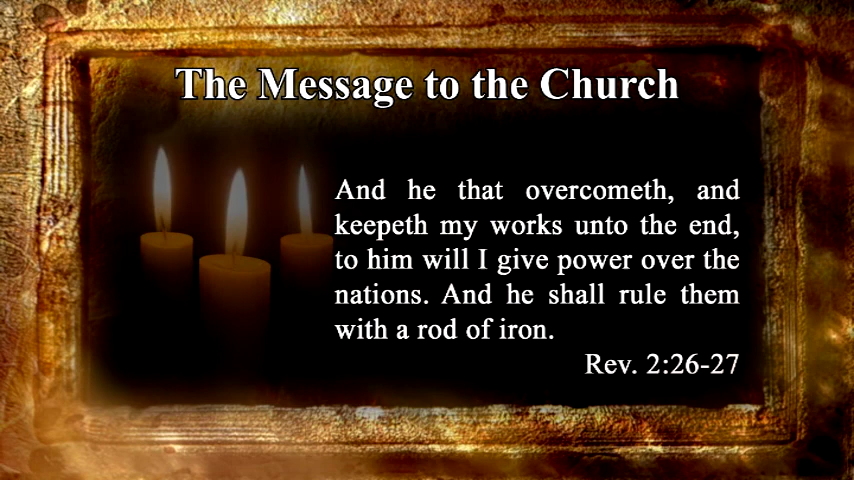 The Message to the Church
And he that overcometh, and
keepeth my works unto the end,
to him will I give power over the
nations. And he shall rule them
with a rod of iron.
Rev. 2:26-27